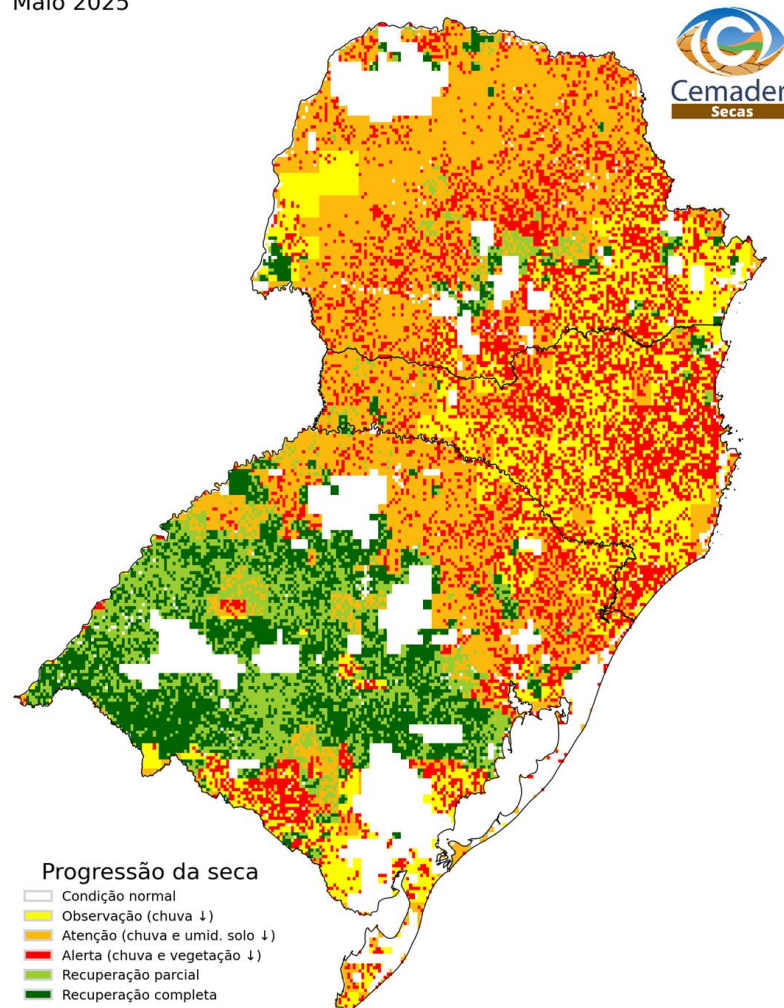 Maio 2025
Cemaden
Secas
Progressão da seca
Condição normal
Observação (chuva ↓)
Atenção (chuva e umid. solo ↓)
Alerta (chuva e vegetação ↓)
Recuperação parcial
Recuperação completa